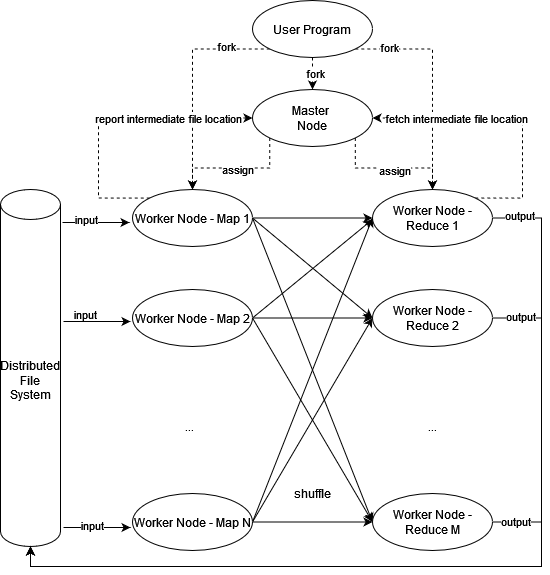 User Program
fork
fork
fork
Master
Node
report intermediate file location
fetch intermediate file location
assign
assign
input
Worker Node - Map 1
Worker Node -
Reduce 1
output
input
Worker Node - Map 2
Worker Node -
Reduce 2
output
Distributed
File
System
...
...
shuffle
input
Worker Node - Map N
Worker Node -
Reduce M
output